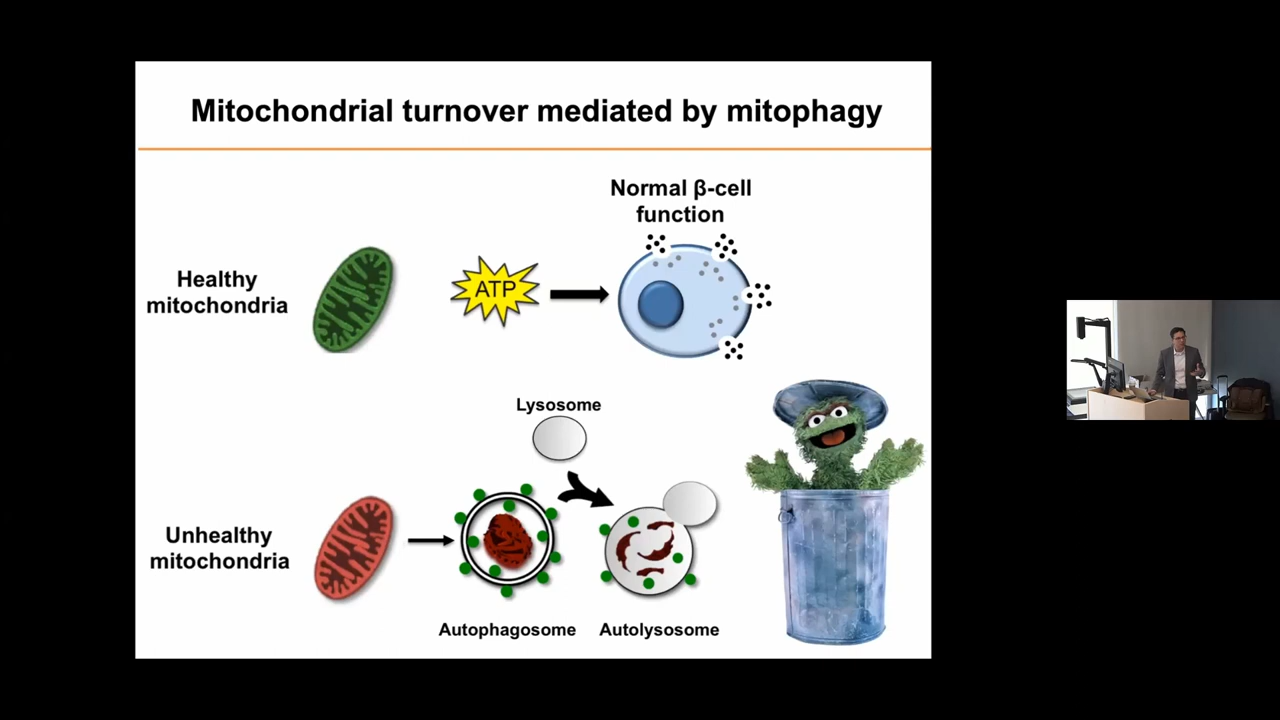 Mitochondrial turnover mediated by mitophagy
Normal β-cell
function
Healthy
mitochondria
ATP
Lysosome
Unhealthy
mitochondria
Autophagosome
Autolysosome